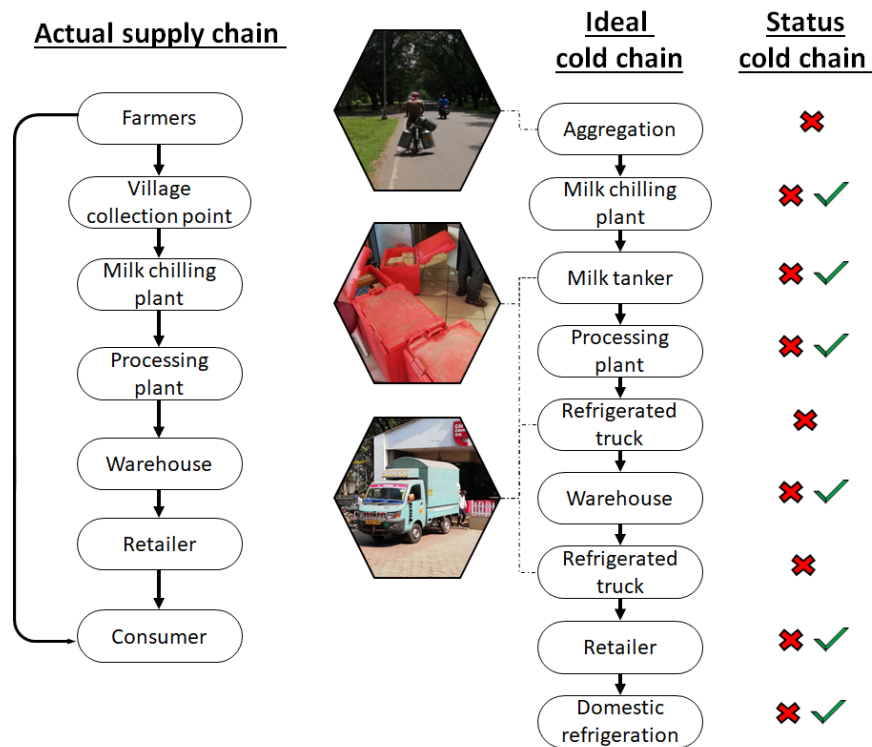 Actual supply chain
Farmers
Village
collection point
Milk chilling
plant
Processing
plant
Warehouse
Retailer
Consumer
Ideal
cold chain
Aggregation
Milk chilling
plant
Milk tanker
Processing
plant
Refrigerated
truck
Warehouse
Refrigerated
truck
Retailer
Domestic
refrigeration
Status
cold chain